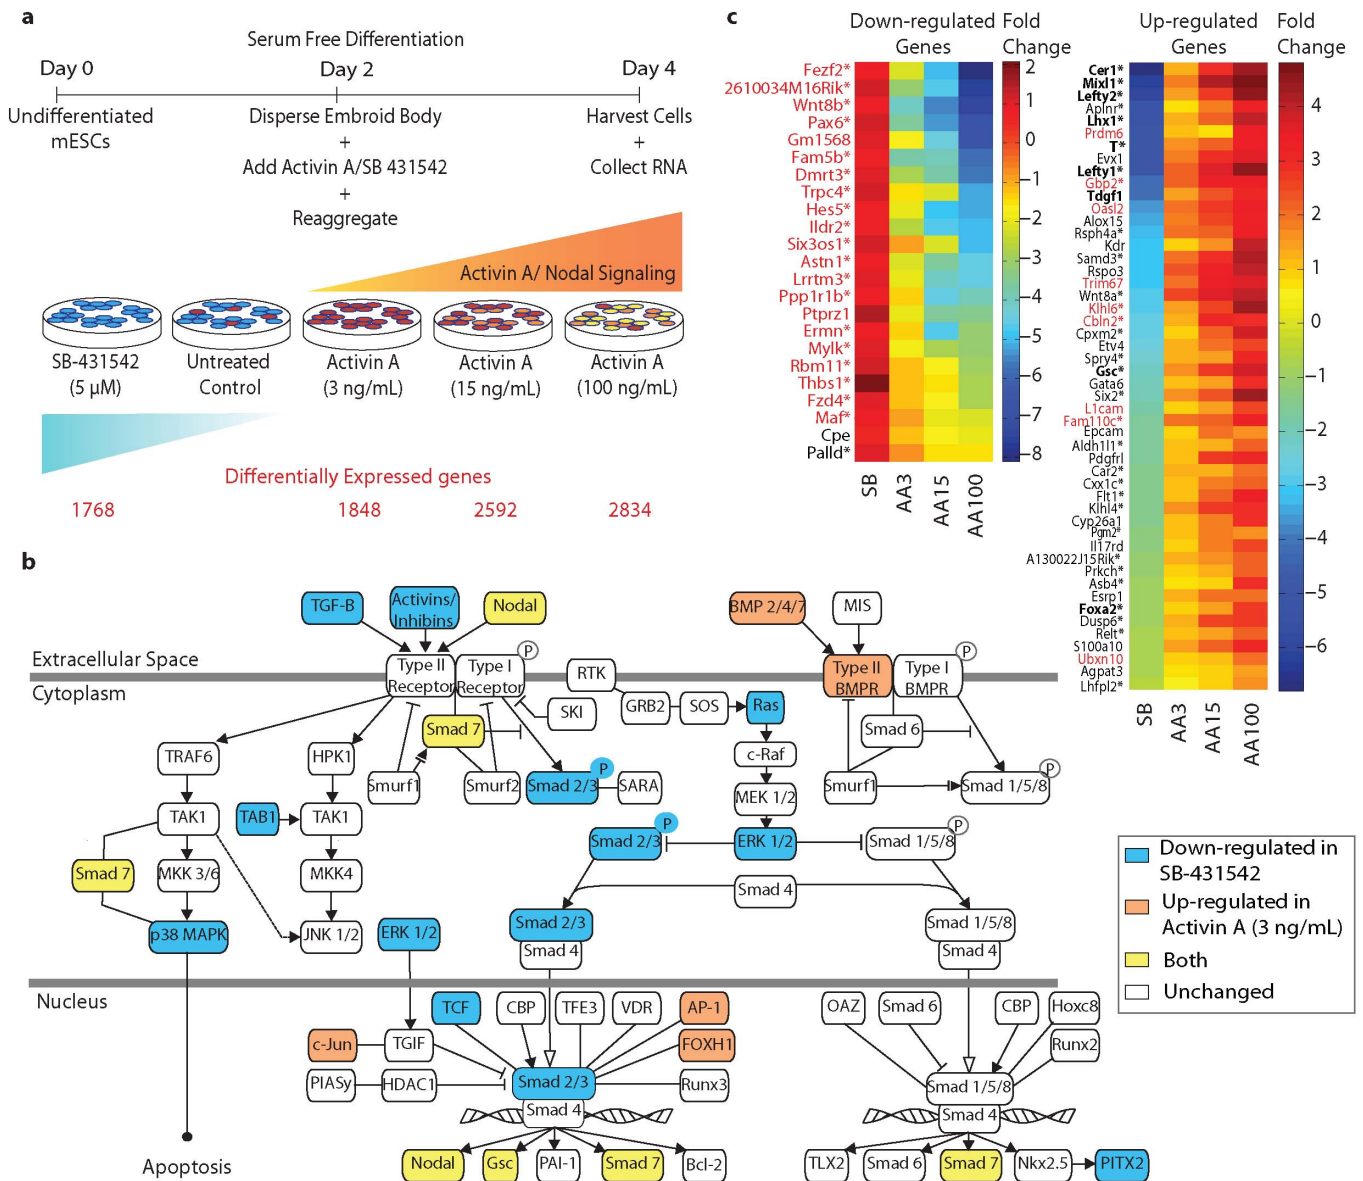 a
Serum Free Differentiation
Day 0
Day 2
Day 4
Undifferentiated
mESCs
Disperse Embroid Body
+
Add Activin A/SB 431542
+
Reaggregate
Harvest Cells
+
Collect RNA
Activin A/ Nodal Signaling
SB-431542
(5 µM)
Untreated
Control
Activin A
(3 ng/mL)
Activin A
(15 ng/mL)
Activin A
(100 ng/mL)
Differentially Expressed genes
1768
1848
2592
2834
c
Down-regulated
Genes
Fold
Change
Fezf2*
2610034M16Rik*
Wnt8b*
Pax6*
Gm1568
Fam5b*
Dmrt3*
Trpc4*
Hes5*
Ildr2*
Six3os1*
Astn1*
Lrrtm3*
Ppp1r1b*
Ptprz1
Ermn*
Mylk*
Rbm11*
Thbs1*
Fzd4*
Maf*
Cpe
Palld*
SB
AA3
AA15
AA100
2
1
0
−1
−2
−3
−4
−5
−6
−7
−8
Up-regulated
Genes
Fold
Change
Cer1*
Mixl1*
Lefty2*
Aplnr*
Lhx1*
Prdm6
T*
Evx1
Lefty1*
Gbp2*
Tdgf1
Oasl2
Alox15
Rsph4a*
Kdr
Samd3*
Rspo3
Trim67
Wnt8a*
Klhl6*
Cbln2*
Cpxm2*
Etv4
Spry4*
Gsc*
Gata6
Six2*
L1cam
Fam110c*
Epcam
Aldh1l1*
Pdgfrl
Car2*
Cxx1c*
Flt1*
Klhl4*
Cyp26a1
Pgm2*
Il17rd
A130022J15Rik*
Prkch*
Asb4*
Esrp1
Foxa2*
Dusp6*
Relt*
S100a10
Ubxn10
Agpat3
Lhfpl2*
SB
AA3
AA15
AA100
4
3
2
1
0
−1
−2
−3
−4
−5
−6
b
TGF-B
Activins/
Inhibins
Nodal
BMP 2/4/7
MIS
Extracellular Space
Cytoplasm
Type II
Receptor
Type I
Receptor
P
RTK
Type II
BMPR
Type I
BMPR
P
GRB2
SOS
Ras
SKI
Smad 7
Smad 6
TRAF6
HPK1
c-Raf
Smurf1
Smurf2
Smad 2/3
P
SARA
MEK 1/2
Smurf1
Smad 1/5/8
P
TAK1
TAB1
TAK1
Smad 2/3
P
ERK 1/2
Smad 1/5/8
P
Smad 7
MKK 3/6
MKK4
Smad 4
p38 MAPK
JNK 1/2
ERK 1/2
Smad 2/3
Smad 4
Smad 1/5/8
Smad 4
Nucleus
TCF
CBP
TFE3
VDR
AP-1
OAZ
Smad 6
CBP
Hoxc8
c-Jun
TGIF
FOXH1
Runx2
PIASy
HDAC1
Smad 2/3
Runx3
Smad 1/5/8
Smad 4
Smad 4
Apoptosis
Nodal
Gsc
PAI-1
Smad 7
Bcl-2
TLX2
Smad 6
Smad 7
Nkx2.5
PITX2
Down-regulated in
SB-431542
Up-regulated in
Activin A (3 ng/mL)
Both
Unchanged